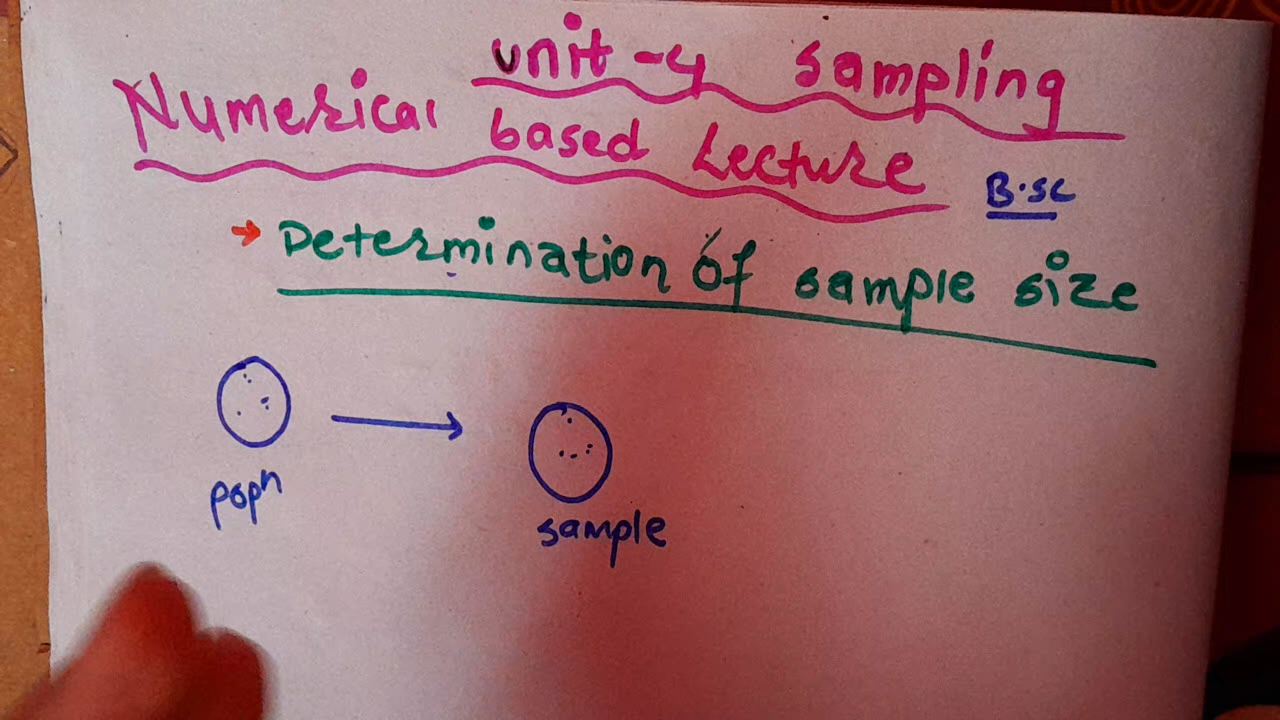 unit-4 sampling
Numerical based Lecture
B.sc
→ Determination of sample size
popn
sample